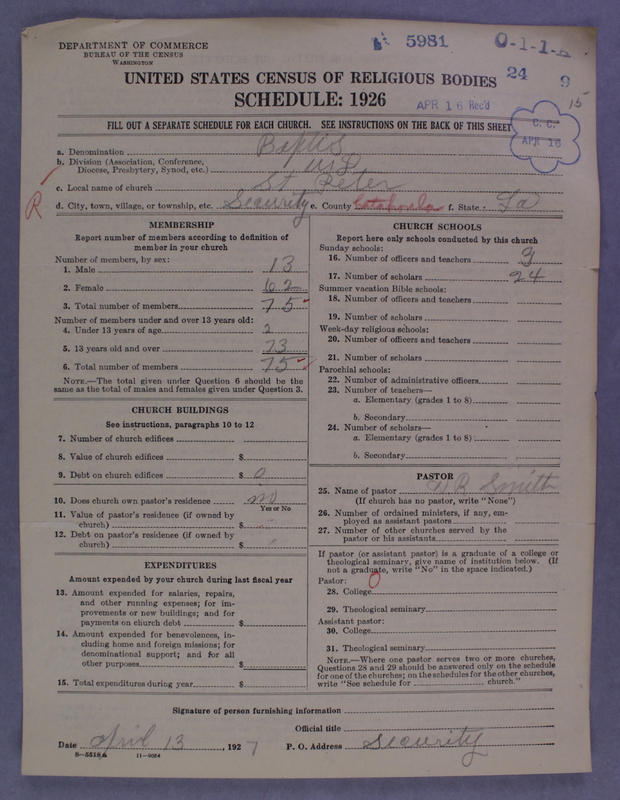 5981
0-1-1-A
DEPARTMENT OF COMMERCE
BUREAU OF THE CENSUS
WASHINGTON
24 9
UNITED STATES CENSUS OF RELIGIOUS BODIES
SCHEDULE: 1926
APR 16 Rec'd
15
FILL OUT A SEPARATE SCHEDULE FOR EACH CHURCH. SEE INSTRUCTIONS ON THE BACK OF THIS SHEET
C. C.
APR 16
a. Denomination Baptis
b. Division (Association, Conference,
Diocese, Presbytery, Synod, etc.)
c. Local name of church St Peter
R
d. City, town, village, or township, etc. Security e. County Catahoula f. State La
MEMBERSHIP
Report number of members according to definition of
member in your church
Number of members, by sex:
1. Male 13
2. Female 62
3. Total number of members 75
Number of members under and over 13 years old:
4. Under 13 years of age 2
5. 13 years old and over 73
6. Total number of members 75
NOTE.—The total given under Question 6 should be the
same as the total of males and females given under Question 3.
CHURCH BUILDINGS
See instructions, paragraphs 10 to 12
7. Number of church edifices
8. Value of church edifices $
9. Debt on church edifices $ 0
10. Does church own pastor's residence no
Yes or No
11. Value of pastor's residence (if owned by
church) $
12. Debt on pastor's residence (if owned by
church) $
EXPENDITURES
Amount expended by your church during last fiscal year
13. Amount expended for salaries, repairs,
and other running expenses; for im-
provements or new buildings; and for
payments on church debt $
14. Amount expended for benevolences, in-
cluding home and foreign missions; for
denominational support; and for all
other purposes $
15. Total expenditures during year $
CHURCH SCHOOLS
Report here only schools conducted by this church
Sunday schools:
16. Number of officers and teachers 3
17. Number of scholars 24
Summer vacation Bible schools:
18. Number of officers and teachers
19. Number of scholars
Week-day religious schools:
20. Number of officers and teachers
21. Number of scholars
Parochial schools:
22. Number of administrative officers
23. Number of teachers—
a. Elementary (grades 1 to 8)
b. Secondary
24. Number of scholars—
a. Elementary (grades 1 to 8)
b. Secondary
PASTOR
25. Name of pastor Smith
(If church has no pastor, write "None")
26. Number of ordained ministers, if any, em-
ployed as assistant pastors
27. Number of other churches served by the
pastor or his assistants
If pastor (or assistant pastor) is a graduate of a college or
theological seminary, give name of institution below. (If
not a graduate, write "No" in the space indicated.)
Pastor: 0
28. College
29. Theological seminary
Assistant pastor:
30. College
31. Theological seminary
NOTE.—Where one pastor serves two or more churches,
Questions 28 and 29 should be answered only on the schedule
for one of the churches; on the schedules for the other churches,
write "See schedule for church."
Signature of person furnishing information
Official title
Date April 13, 1927 P. O. Address Security
8—5518a 11—9084